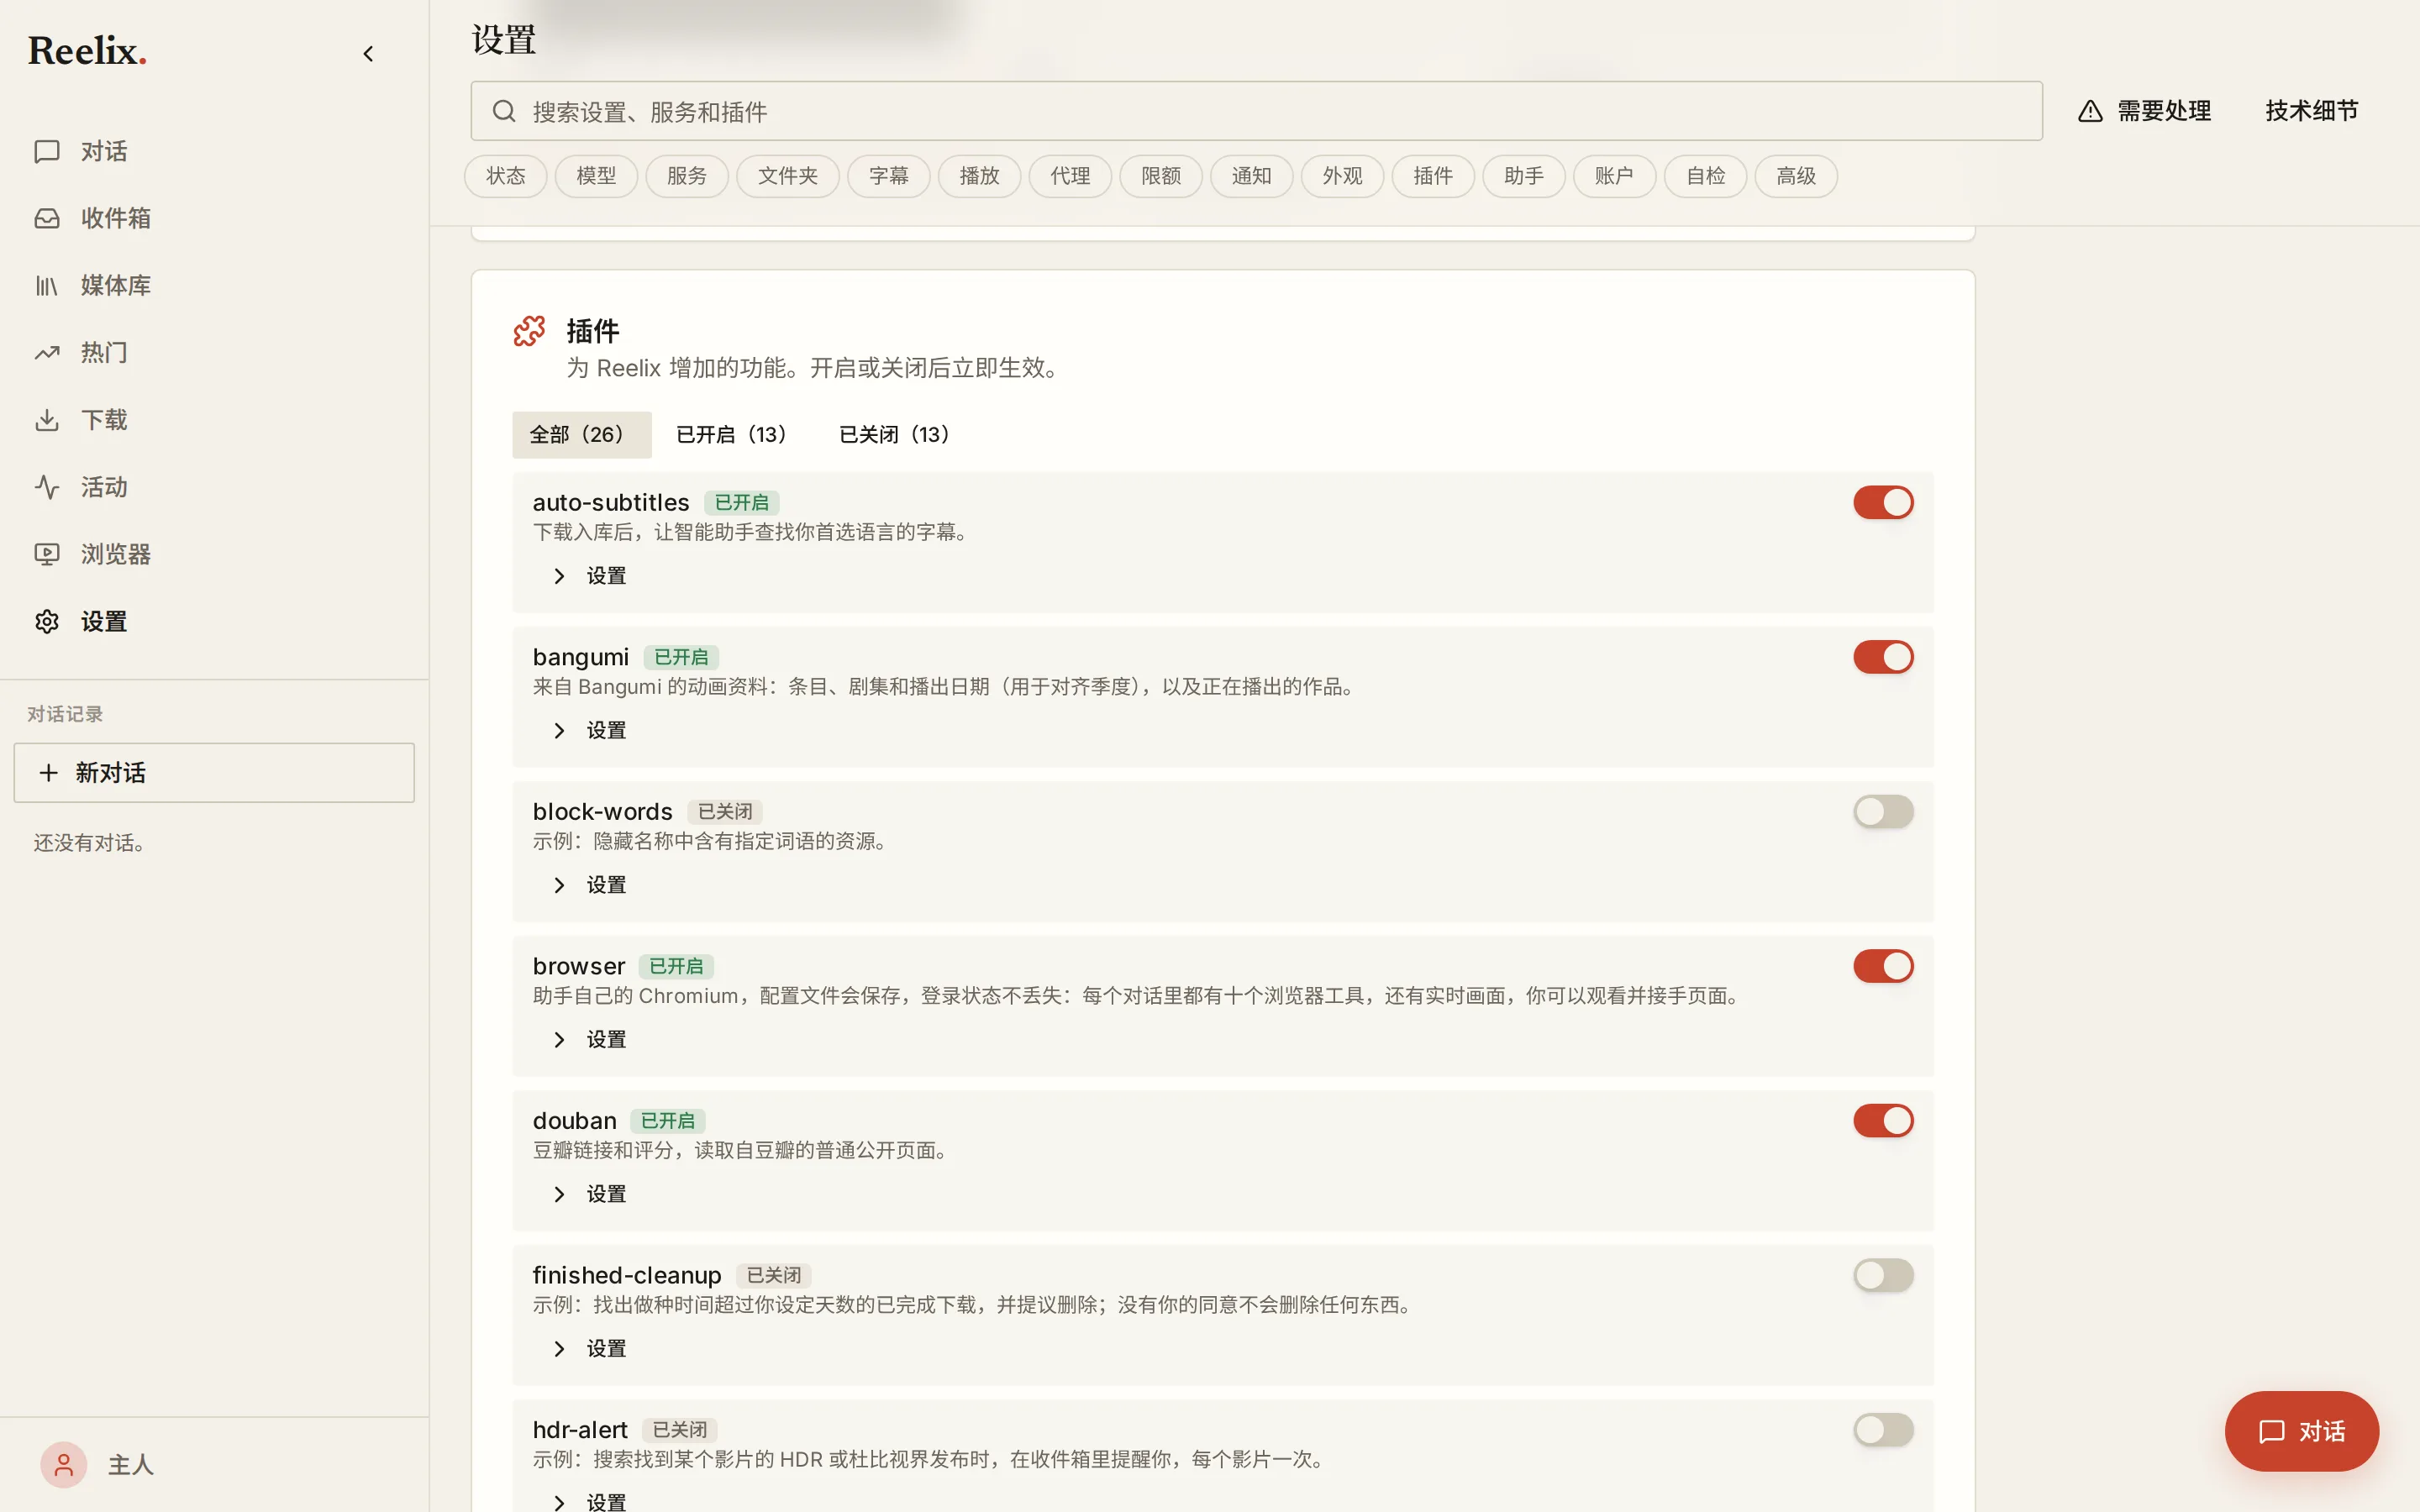 Reelix.
对话
收件箱
媒体库
热门
下载
活动
浏览器
设置
对话记录
新对话
还没有对话。
主人
设置
搜索设置、服务和插件
需要处理
技术细节
状态 模型 服务 文件夹 字幕 播放 代理 限额 通知 外观 插件 助手 账户 自检 高级
插件
为 Reelix 增加的功能。开启或关闭后立即生效。
全部（26） 已开启（13） 已关闭（13）
auto-subtitles 已开启
下载入库后，让智能助手查找你首选语言的字幕。
设置
bangumi 已开启
来自 Bangumi 的动画资料：条目、剧集和播出日期（用于对齐季度），以及正在播出的作品。
设置
block-words 已关闭
示例：隐藏名称中含有指定词语的资源。
设置
browser 已开启
助手自己的 Chromium，配置文件会保存，登录状态不丢失：每个对话里都有十个浏览器工具，还有实时画面，你可以观看并接手页面。
设置
douban 已开启
豆瓣链接和评分，读取自豆瓣的普通公开页面。
设置
finished-cleanup 已关闭
示例：找出做种时间超过你设定天数的已完成下载，并提议删除；没有你的同意不会删除任何东西。
设置
hdr-alert 已关闭
示例：搜索找到某个影片的 HDR 或杜比视界发布时，在收件箱里提醒你，每个影片一次。
设置
对话